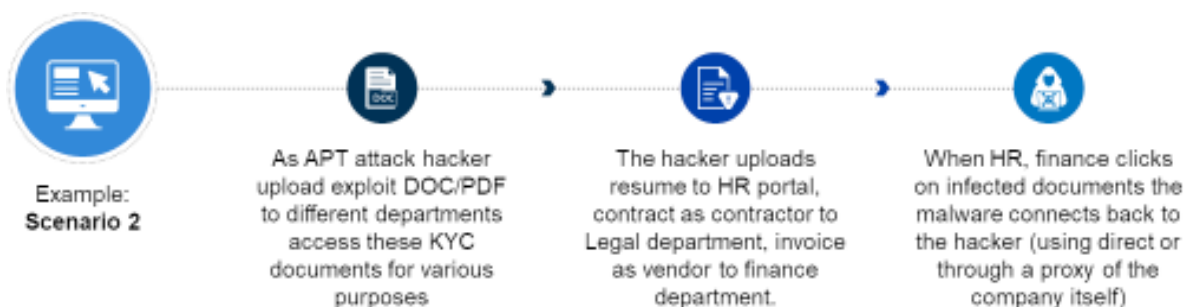 Example:
Scenario 2
DOC
As APT attack hacker
upload exploit DOC/PDF
to different departments
access these KYC
documents for various
purposes
The hacker uploads
resume to HR portal,
contract as contractor to
Legal department, invoice
as vendor to finance
department.
When HR, finance clicks
on infected documents the
malware connects back to
the hacker (using direct or
through a proxy of the
company itself)